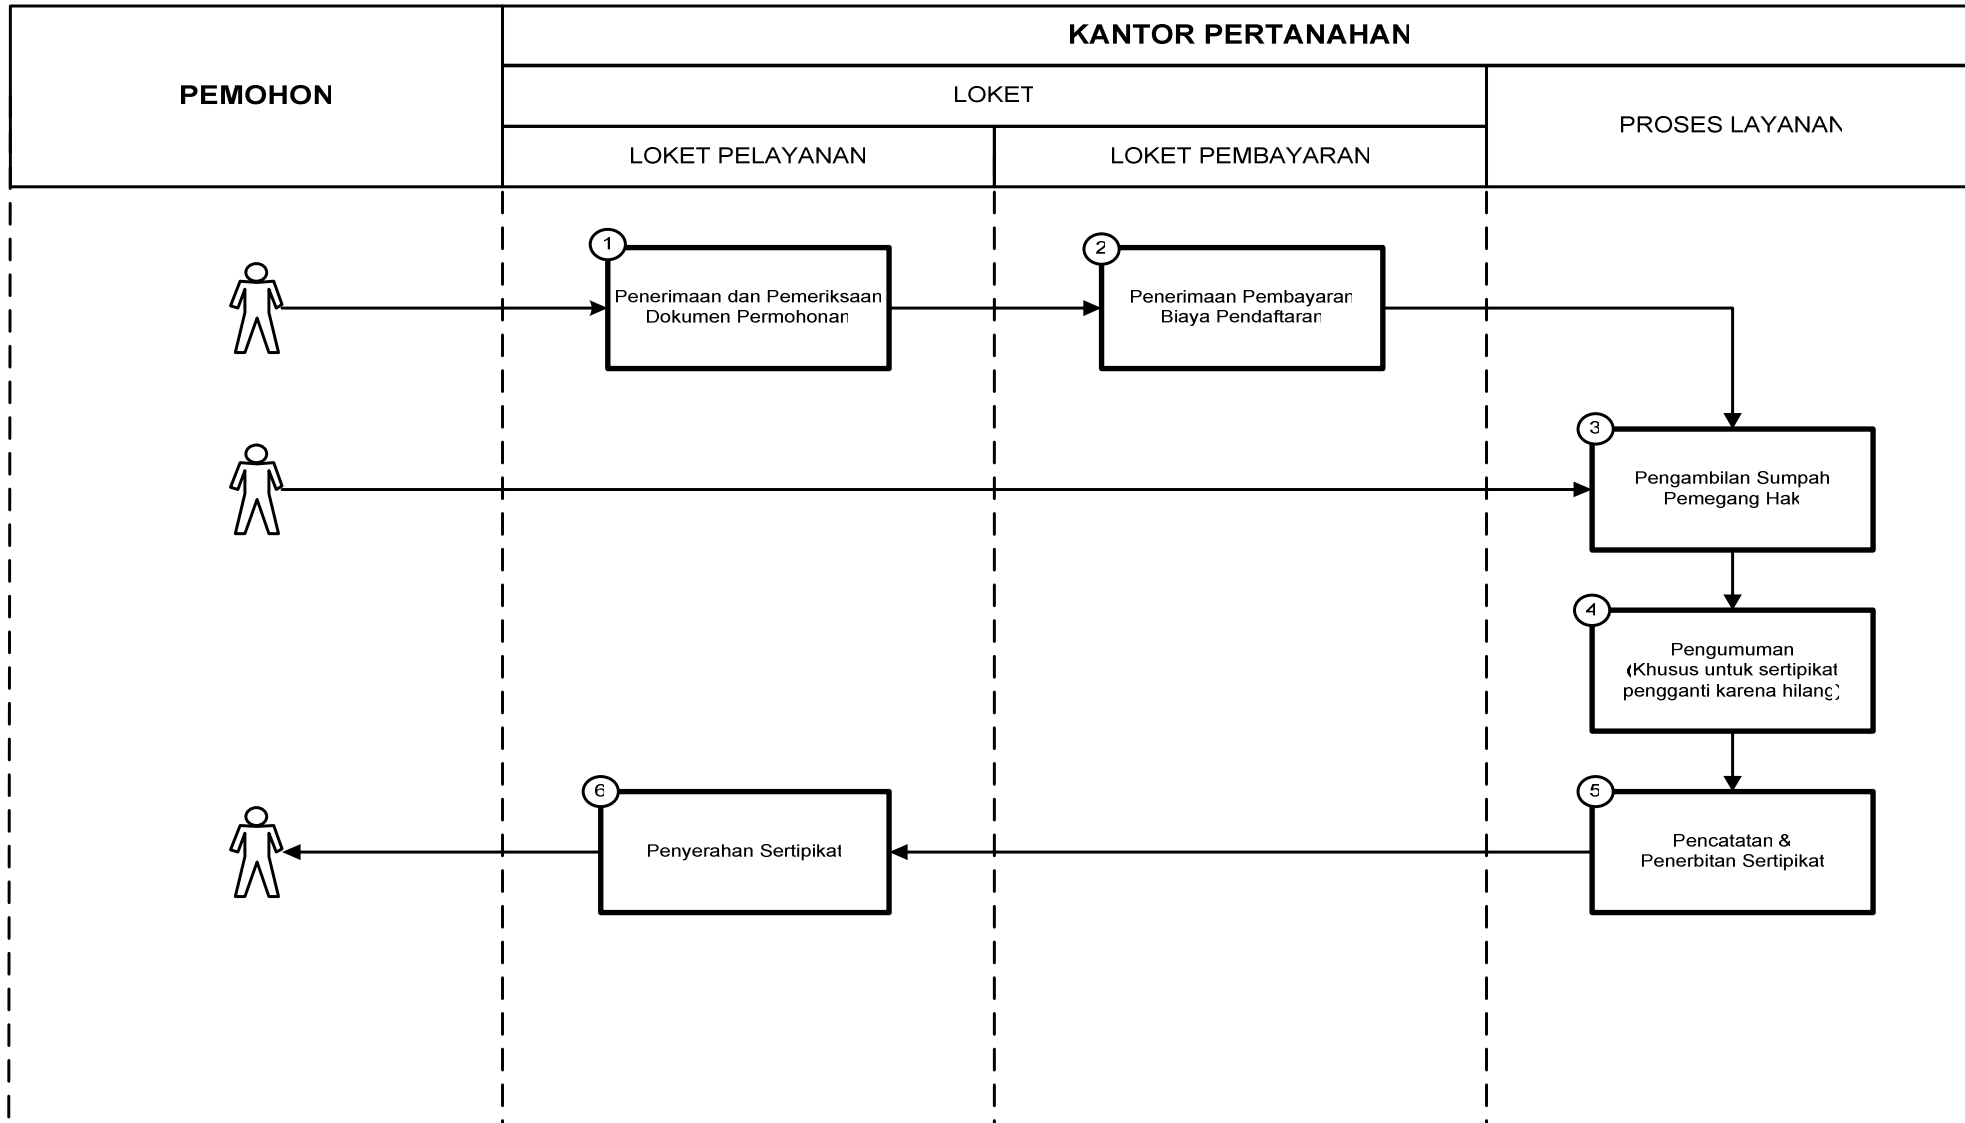 KANTOR PERTANAHAN
PEMOHON
LOKET
PROSES LAYANAN
LOKET PELAYANAN
LOKET PEMBAYARAN
1
Penerimaan dan Pemeriksaan
Dokumen Permohonan
2
Penerimaan Pembayaran
Biaya Pendaftaran
3
Pengambilan Sumpah
Pemegang Hak
4
Pengumuman
(Khusus untuk sertipikat
pengganti karena hilang)
5
Pencatatan &
Penerbitan Sertipikat
6
Penyerahan Sertipikat